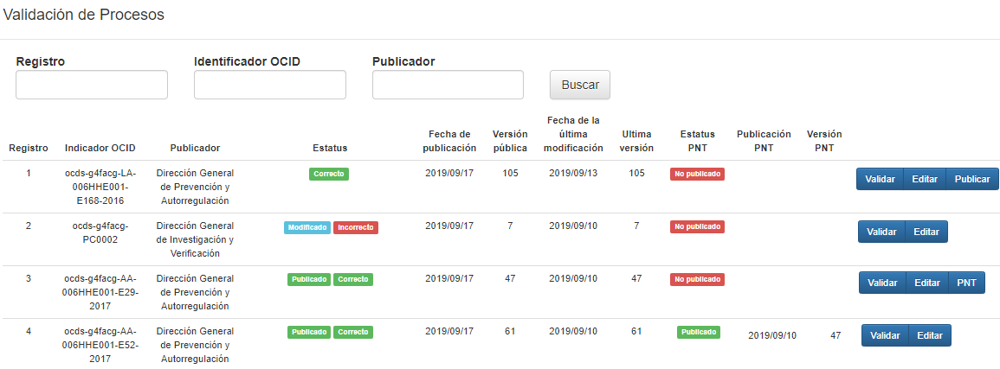 Validación de Procesos
Registro Identificador OCID Publicador
Buscar
Registro Indicador OCID Publicador Estatus Fecha de publicación Versión pública Fecha de la última modificación Ultima versión Estatus PNT Publicación PNT Versión PNT
1 ocds-g4facg-LA-006HHE001-E168-2016 Dirección General de Prevención y Autorregulación Correcto 2019/09/17 105 2019/09/13 105 No publicado Validar Editar Publicar
2 ocds-g4facg-PC0002 Dirección General de Investigación y Verificación Modificado Incorrecto 2019/09/17 7 2019/09/10 7 No publicado Validar Editar
3 ocds-g4facg-AA-006HHE001-E29-2017 Dirección General de Prevención y Autorregulación Publicado Correcto 2019/09/17 47 2019/09/10 47 No publicado Validar Editar PNT
4 ocds-g4facg-AA-006HHE001-E52-2017 Dirección General de Prevención y Autorregulación Publicado Correcto 2019/09/17 61 2019/09/10 61 Publicado 2019/09/10 47 Validar Editar